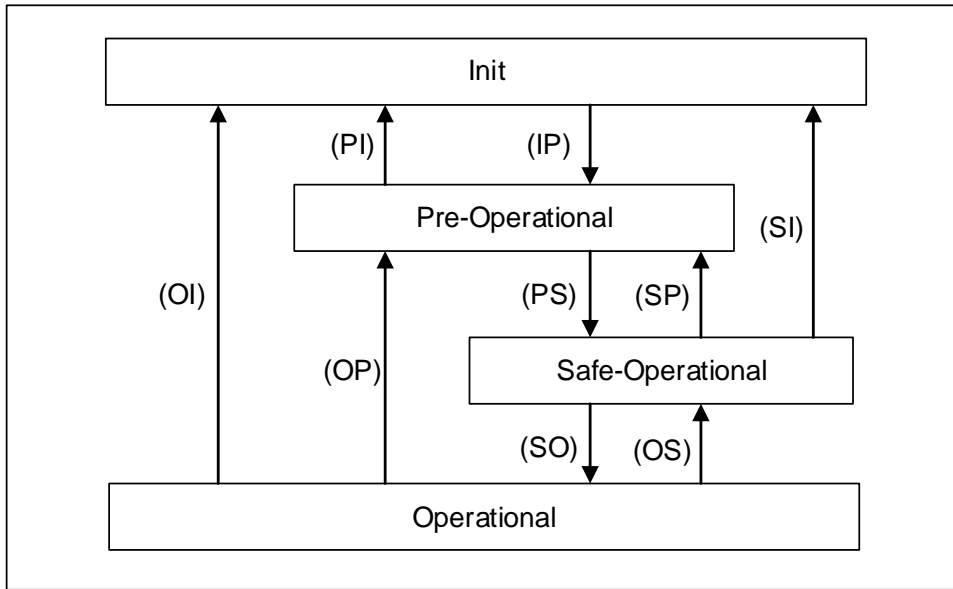 Init
(PI)
(IP)
Pre-Operational
(SI)
(OI)
(PS)
(SP)
(OP)
Safe-Operational
(SO)
(OS)
Operational